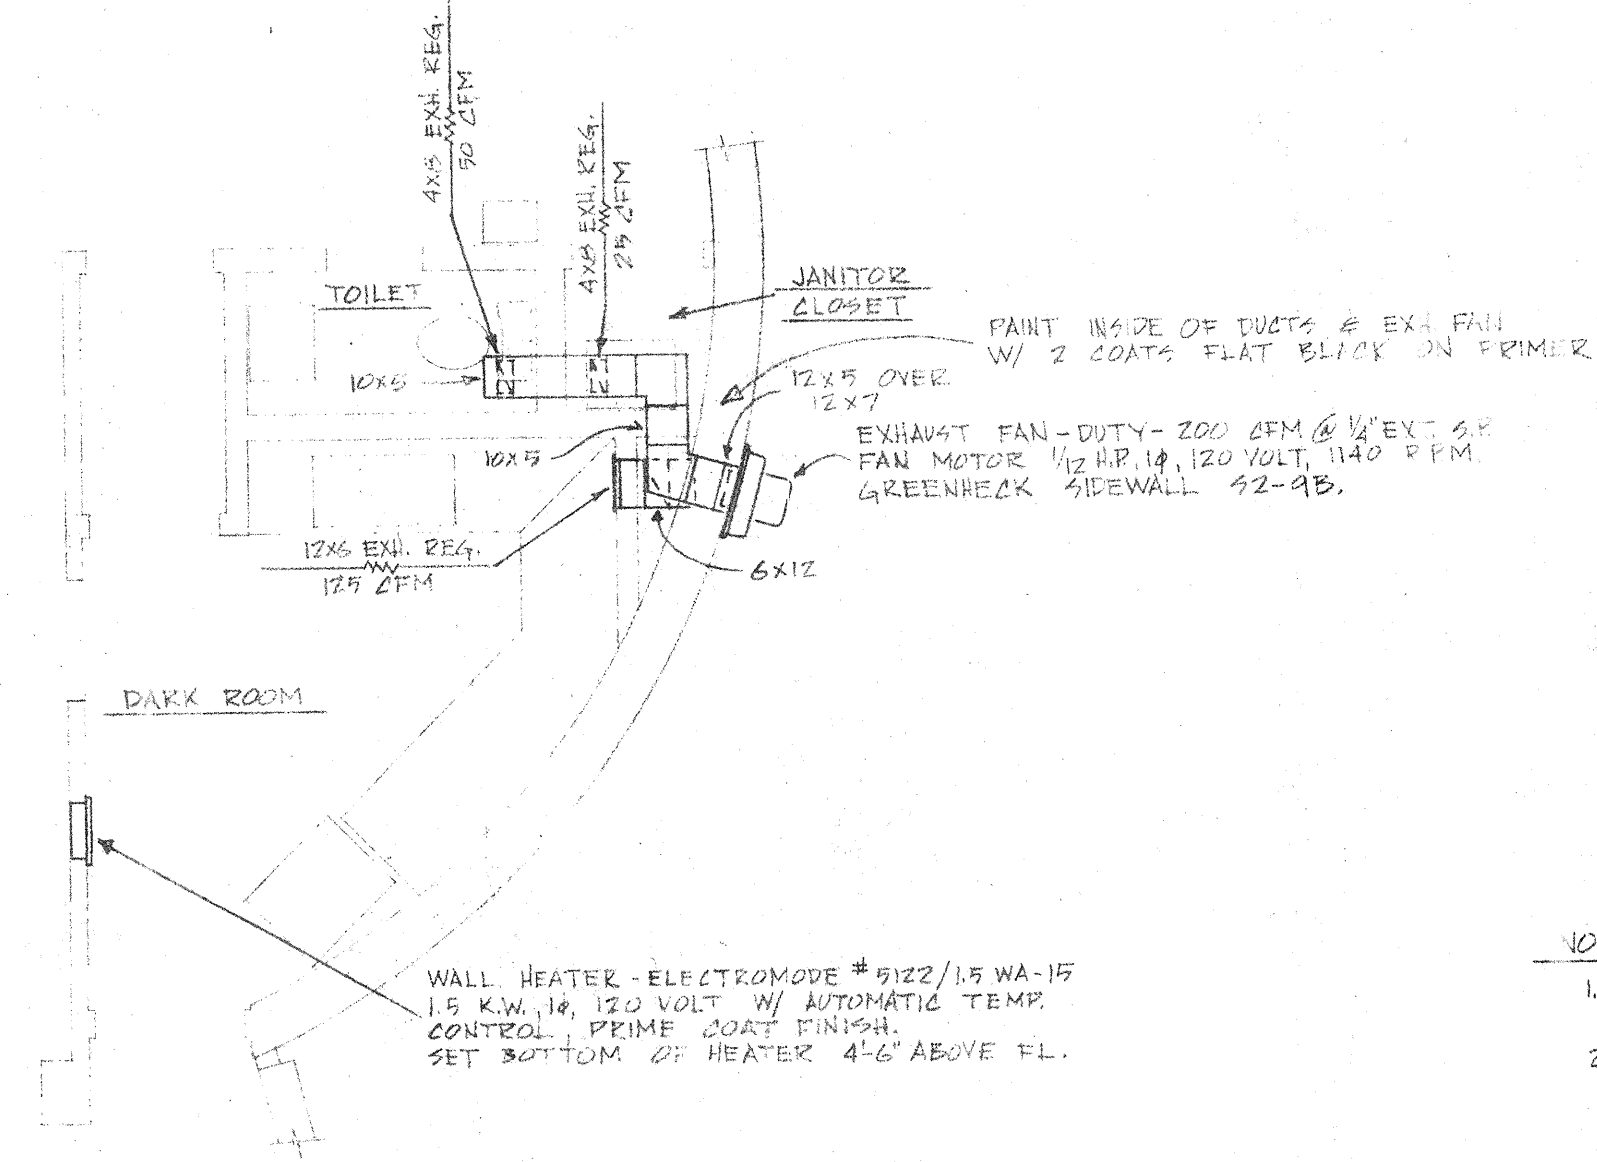 4X8 EXH. REG.
50 CFM
4X8 EXH. REG.
25 CFM
TOILET
JANITOR
CLOSET
PAINT INSIDE OF DUCTS & EXH. FAN
W/ 2 COATS FLAT BLACK ON PRIMER
10X5
12X5 OVER
12X7
EXHAUST FAN-DUTY-200 CFM @ 1/4" EXT. S.P.
FAN MOTOR 1/12 H.P., 1φ, 120 VOLT, 1140 RPM.
GREENHECK SIDEWALL S2-9B.
10X5
12X6 EXH. REG.
125 CFM
6X12
DARK ROOM
WALL HEATER-ELECTROMODE #5122/1.5 WA-15
1.5 K.W., 1φ, 120 VOLT W/ AUTOMATIC TEMP.
CONTROL, PRIME COAT FINISH.
SET BOTTOM OF HEATER 4'-6" ABOVE FL.
NO
1.
2